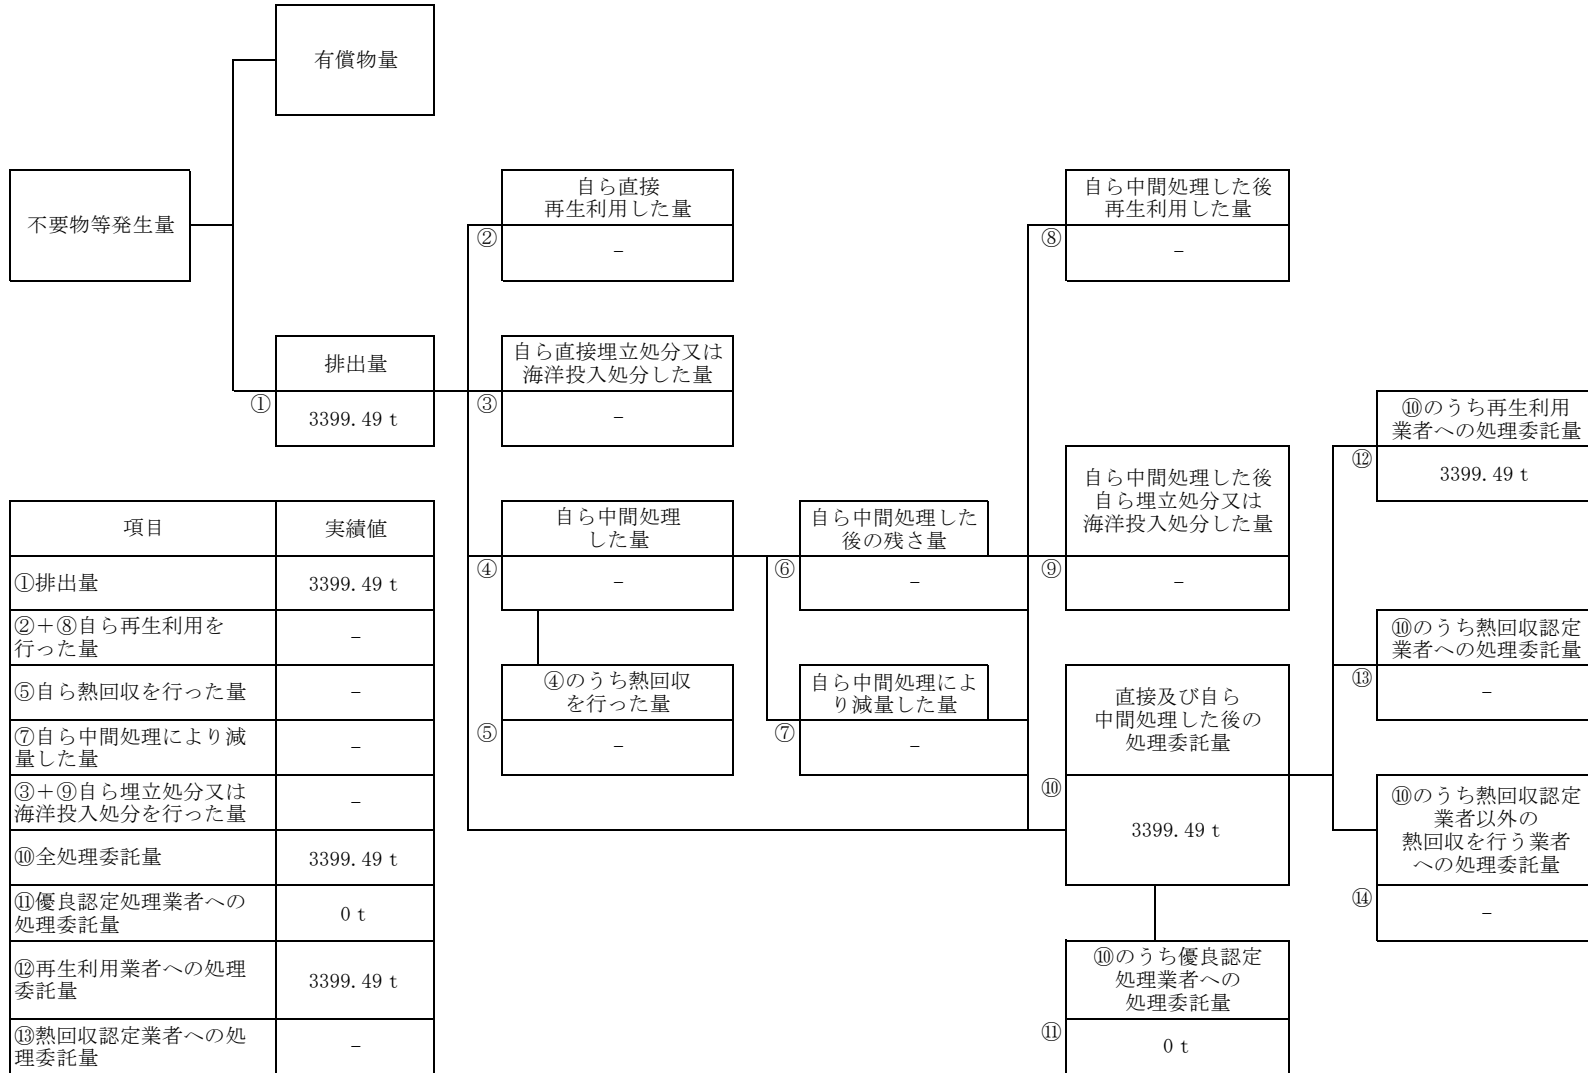 有償物量
不要物等発生量
自ら直接
再生利用した量
②
－
自ら中間処理した後
再生利用した量
⑧
－
排出量
①
3399.49 t
自ら直接埋立処分又は
海洋投入処分した量
③
－
⑩のうち再生利用
業者への処理委託量
⑫
3399.49 t
自ら中間処理
した量
④
－
自ら中間処理した
後の残さ量
⑥
－
自ら中間処理した後
自ら埋立処分又は
海洋投入処分した量
⑨
－
⑩のうち熱回収認定
業者への処理委託量
⑬
－
④のうち熱回収
を行った量
⑤
－
自ら中間処理によ
り減量した量
⑦
－
直接及び自ら
中間処理した後の
処理委託量
⑩
3399.49 t
⑩のうち熱回収認定
業者以外の
熱回収を行う業者
への処理委託量
⑭
－
⑩のうち優良認定
処理業者への
処理委託量
⑪
0 t
項目 実績値
①排出量 3399.49 t
②＋⑧自ら再生利用を
行った量 －
⑤自ら熱回収を行った量 －
⑦自ら中間処理により減
量した量 －
③＋⑨自ら埋立処分又は
海洋投入処分を行った量 －
⑩全処理委託量 3399.49 t
⑪優良認定処理業者への
処理委託量 0 t
⑫再生利用業者への処理
委託量 3399.49 t
⑬熱回収認定業者への処
理委託量 －